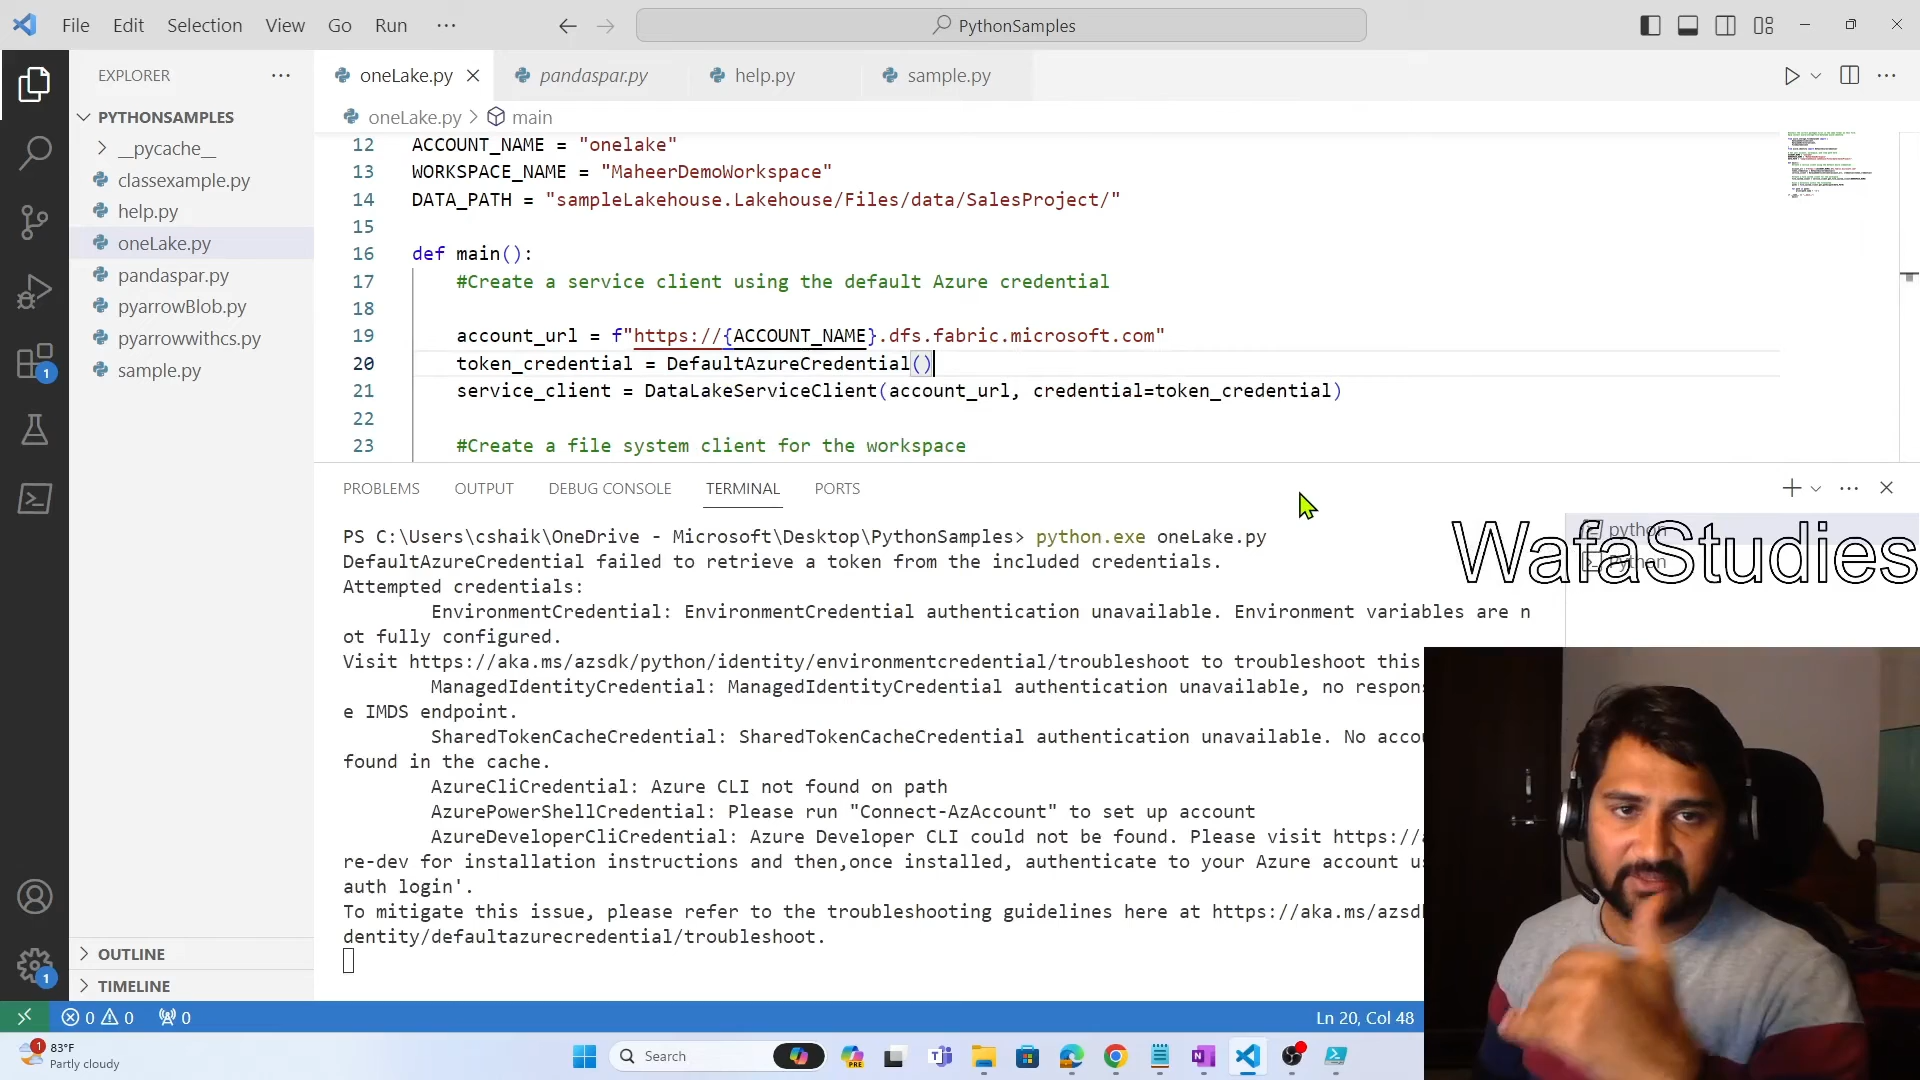 File Edit Selection View Go Run ···
PythonSamples
EXPLORER
PYTHONSAMPLES
__pycache__
classexample.py
help.py
oneLake.py
pandaspar.py
pyarrowBlob.py
pyarrowwithcs.py
sample.py
OUTLINE
TIMELINE
oneLake.py pandaspar.py help.py sample.py
oneLake.py > main
12 ACCOUNT_NAME = "onelake"
13 WORKSPACE_NAME = "MaheerDemoWorkspace"
14 DATA_PATH = "sampleLakehouse.Lakehouse/Files/data/SalesProject/"
15
16 def main():
17 #Create a service client using the default Azure credential
18
19 account_url = f"https://{ACCOUNT_NAME}.dfs.fabric.microsoft.com"
20 token_credential = DefaultAzureCredential()
21 service_client = DataLakeServiceClient(account_url, credential=token_credential)
22
23 #Create a file system client for the workspace
PROBLEMS OUTPUT DEBUG CONSOLE TERMINAL PORTS
PS C:\Users\cshaik\OneDrive - Microsoft\Desktop\PythonSamples> python.exe oneLake.py
DefaultAzureCredential failed to retrieve a token from the included credentials.
Attempted credentials:
EnvironmentCredential: EnvironmentCredential authentication unavailable. Environment variables are n
ot fully configured.
Visit https://aka.ms/azsdk/python/identity/environmentcredential/troubleshoot to troubleshoot this
ManagedIdentityCredential: ManagedIdentityCredential authentication unavailable, no respon
e IMDS endpoint.
SharedTokenCacheCredential: SharedTokenCacheCredential authentication unavailable. No acco
found in the cache.
AzureCliCredential: Azure CLI not found on path
AzurePowerShellCredential: Please run "Connect-AzAccount" to set up account
AzureDeveloperCliCredential: Azure Developer CLI could not be found. Please visit https://
re-dev for installation instructions and then,once installed, authenticate to your Azure account u
auth login'.
To mitigate this issue, please refer to the troubleshooting guidelines here at https://aka.ms/azsd
dentity/defaultazurecredential/troubleshoot.
python
Python
WafaStudies
1
1
0 0 0
Ln 20, Col 48
1
83°F
Partly cloudy
Search
PRE